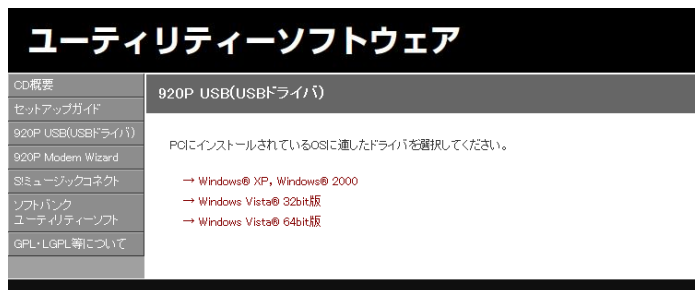 ユーティリティーソフトウェア
CD概要
セットアップガイド
920P USB(USBドライバ)
920P Modem Wizard
S!ミュージックコネクト
ソフトバンク
ユーティリティーソフト
GPL・LGPL等について
920P USB(USBドライバ)
PCにインストールされているOSに適したドライバを選択してください。
→ Windows® XP, Windows® 2000
→ Windows Vista® 32bit版
→ Windows Vista® 64bit版